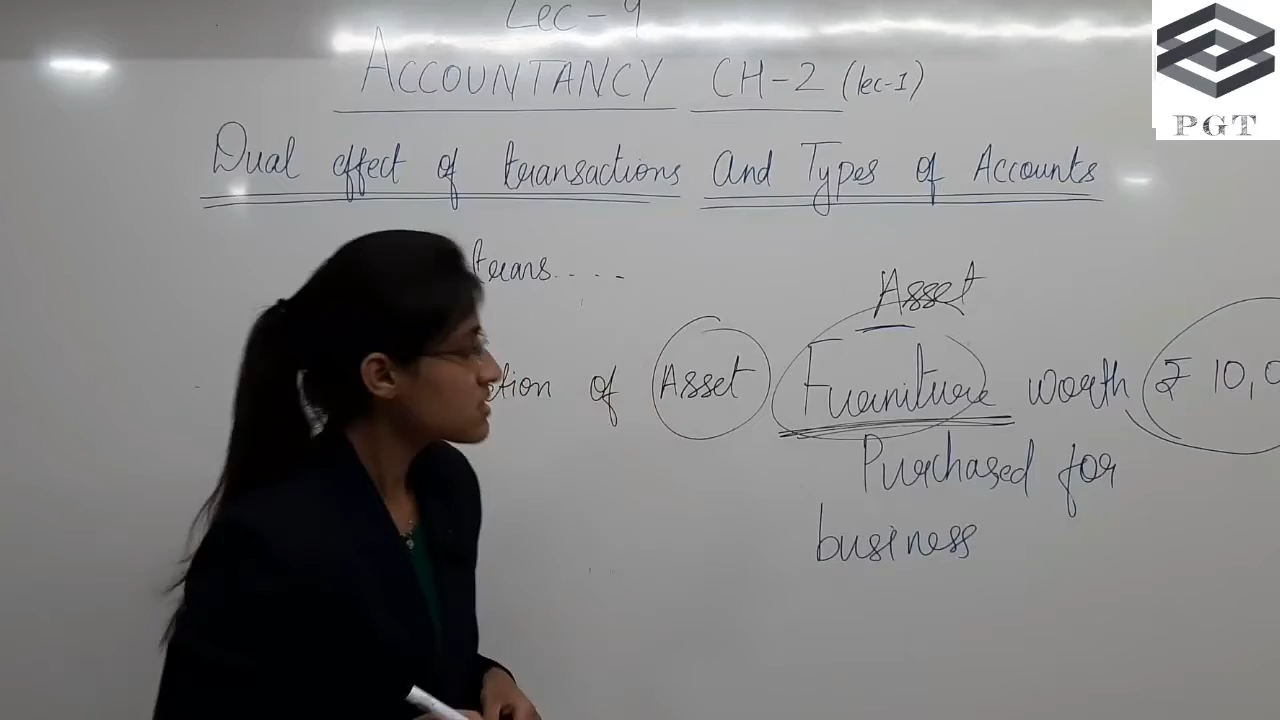 Lec - 9
ACCOUNTANCY CH-2 (lec-1)
Dual effect of transactions and Types of Accounts
trans....
Asset
of Asset Furniture worth ₹ 10,0
Purchased for
business
PGT